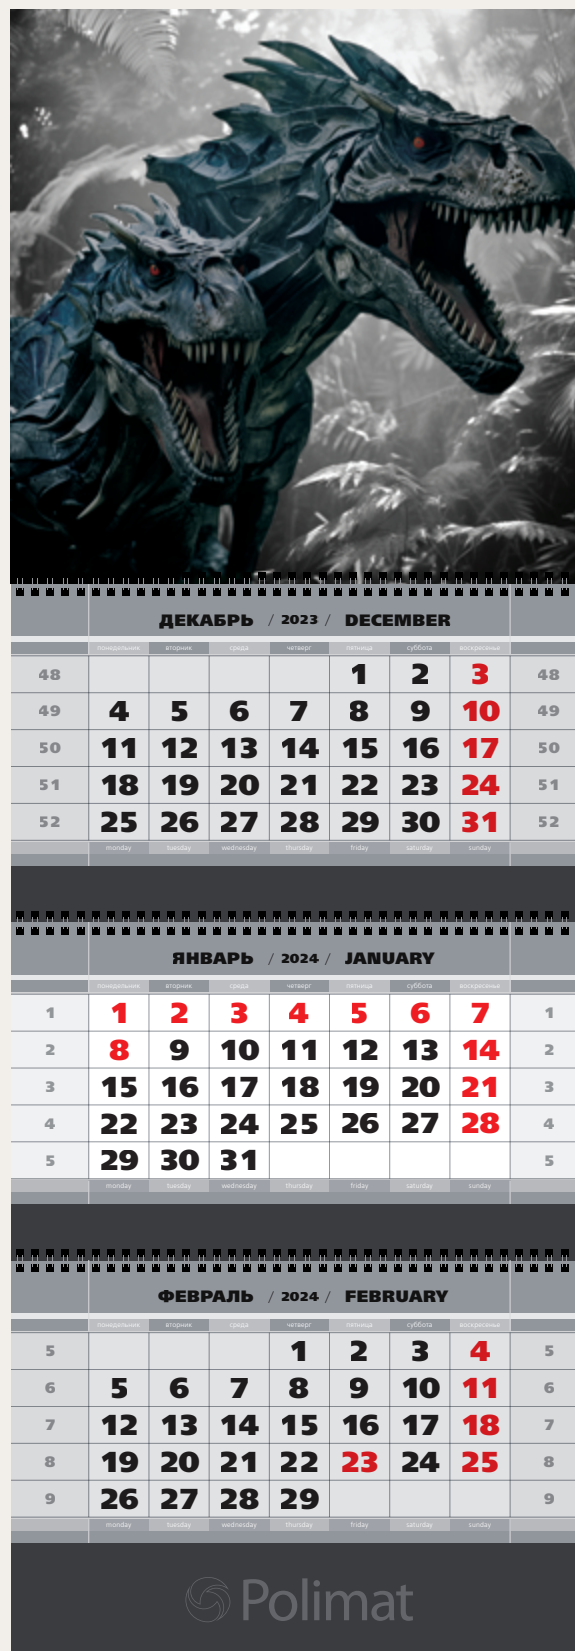 ДЕКАБРЬ / 2023 / DECEMBER
понедельник вторник среда четверг пятница суббота воскресенье
48 1 2 3 48
49 4 5 6 7 8 9 10 49
50 11 12 13 14 15 16 17 50
51 18 19 20 21 22 23 24 51
52 25 26 27 28 29 30 31 52
monday tuesday wednesday thursday friday saturday sunday
ЯНВАРЬ / 2024 / JANUARY
понедельник вторник среда четверг пятница суббота воскресенье
1 1 2 3 4 5 6 7 1
2 8 9 10 11 12 13 14 2
3 15 16 17 18 19 20 21 3
4 22 23 24 25 26 27 28 4
5 29 30 31 5
monday tuesday wednesday thursday friday saturday sunday
ФЕВРАЛЬ / 2024 / FEBRUARY
понедельник вторник среда четверг пятница суббота воскресенье
5 1 2 3 4 5
6 5 6 7 8 9 10 11 6
7 12 13 14 15 16 17 18 7
8 19 20 21 22 23 24 25 8
9 26 27 28 29 9
monday tuesday wednesday thursday friday saturday sunday
Polimat